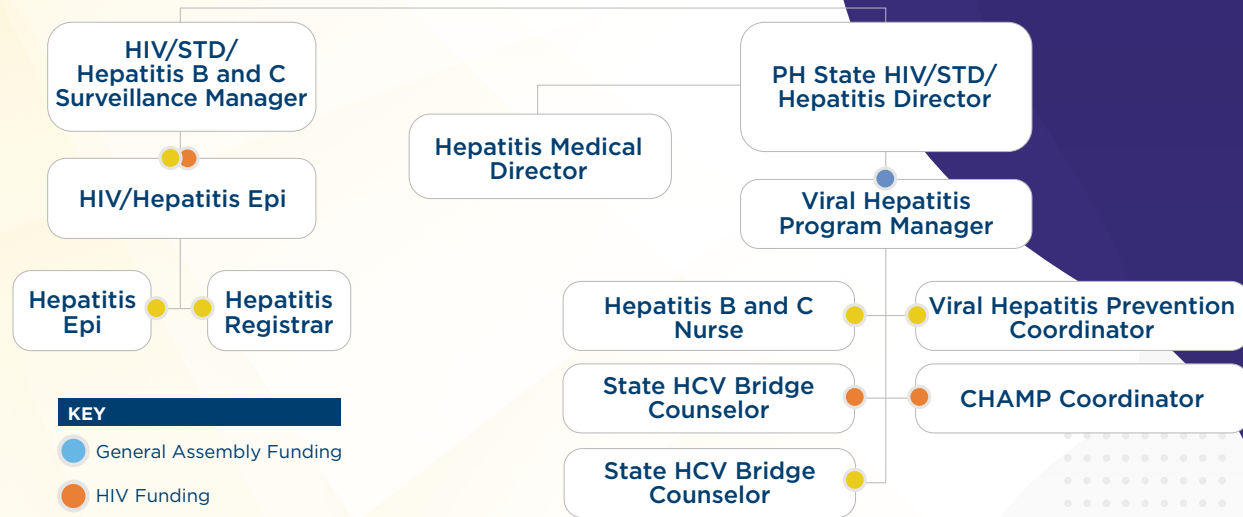 HIV/STD/
Hepatitis B and C
Surveillance Manager
PH State HIV/STD/
Hepatitis Director
Hepatitis Medical
Director
HIV/Hepatitis Epi
Viral Hepatitis
Program Manager
Hepatitis
Epi
Hepatitis
Registrar
Hepatitis B and C
Nurse
Viral Hepatitis Prevention
Coordinator
State HCV Bridge
Counselor
CHAMP Coordinator
State HCV Bridge
Counselor
KEY
General Assembly Funding
HIV Funding